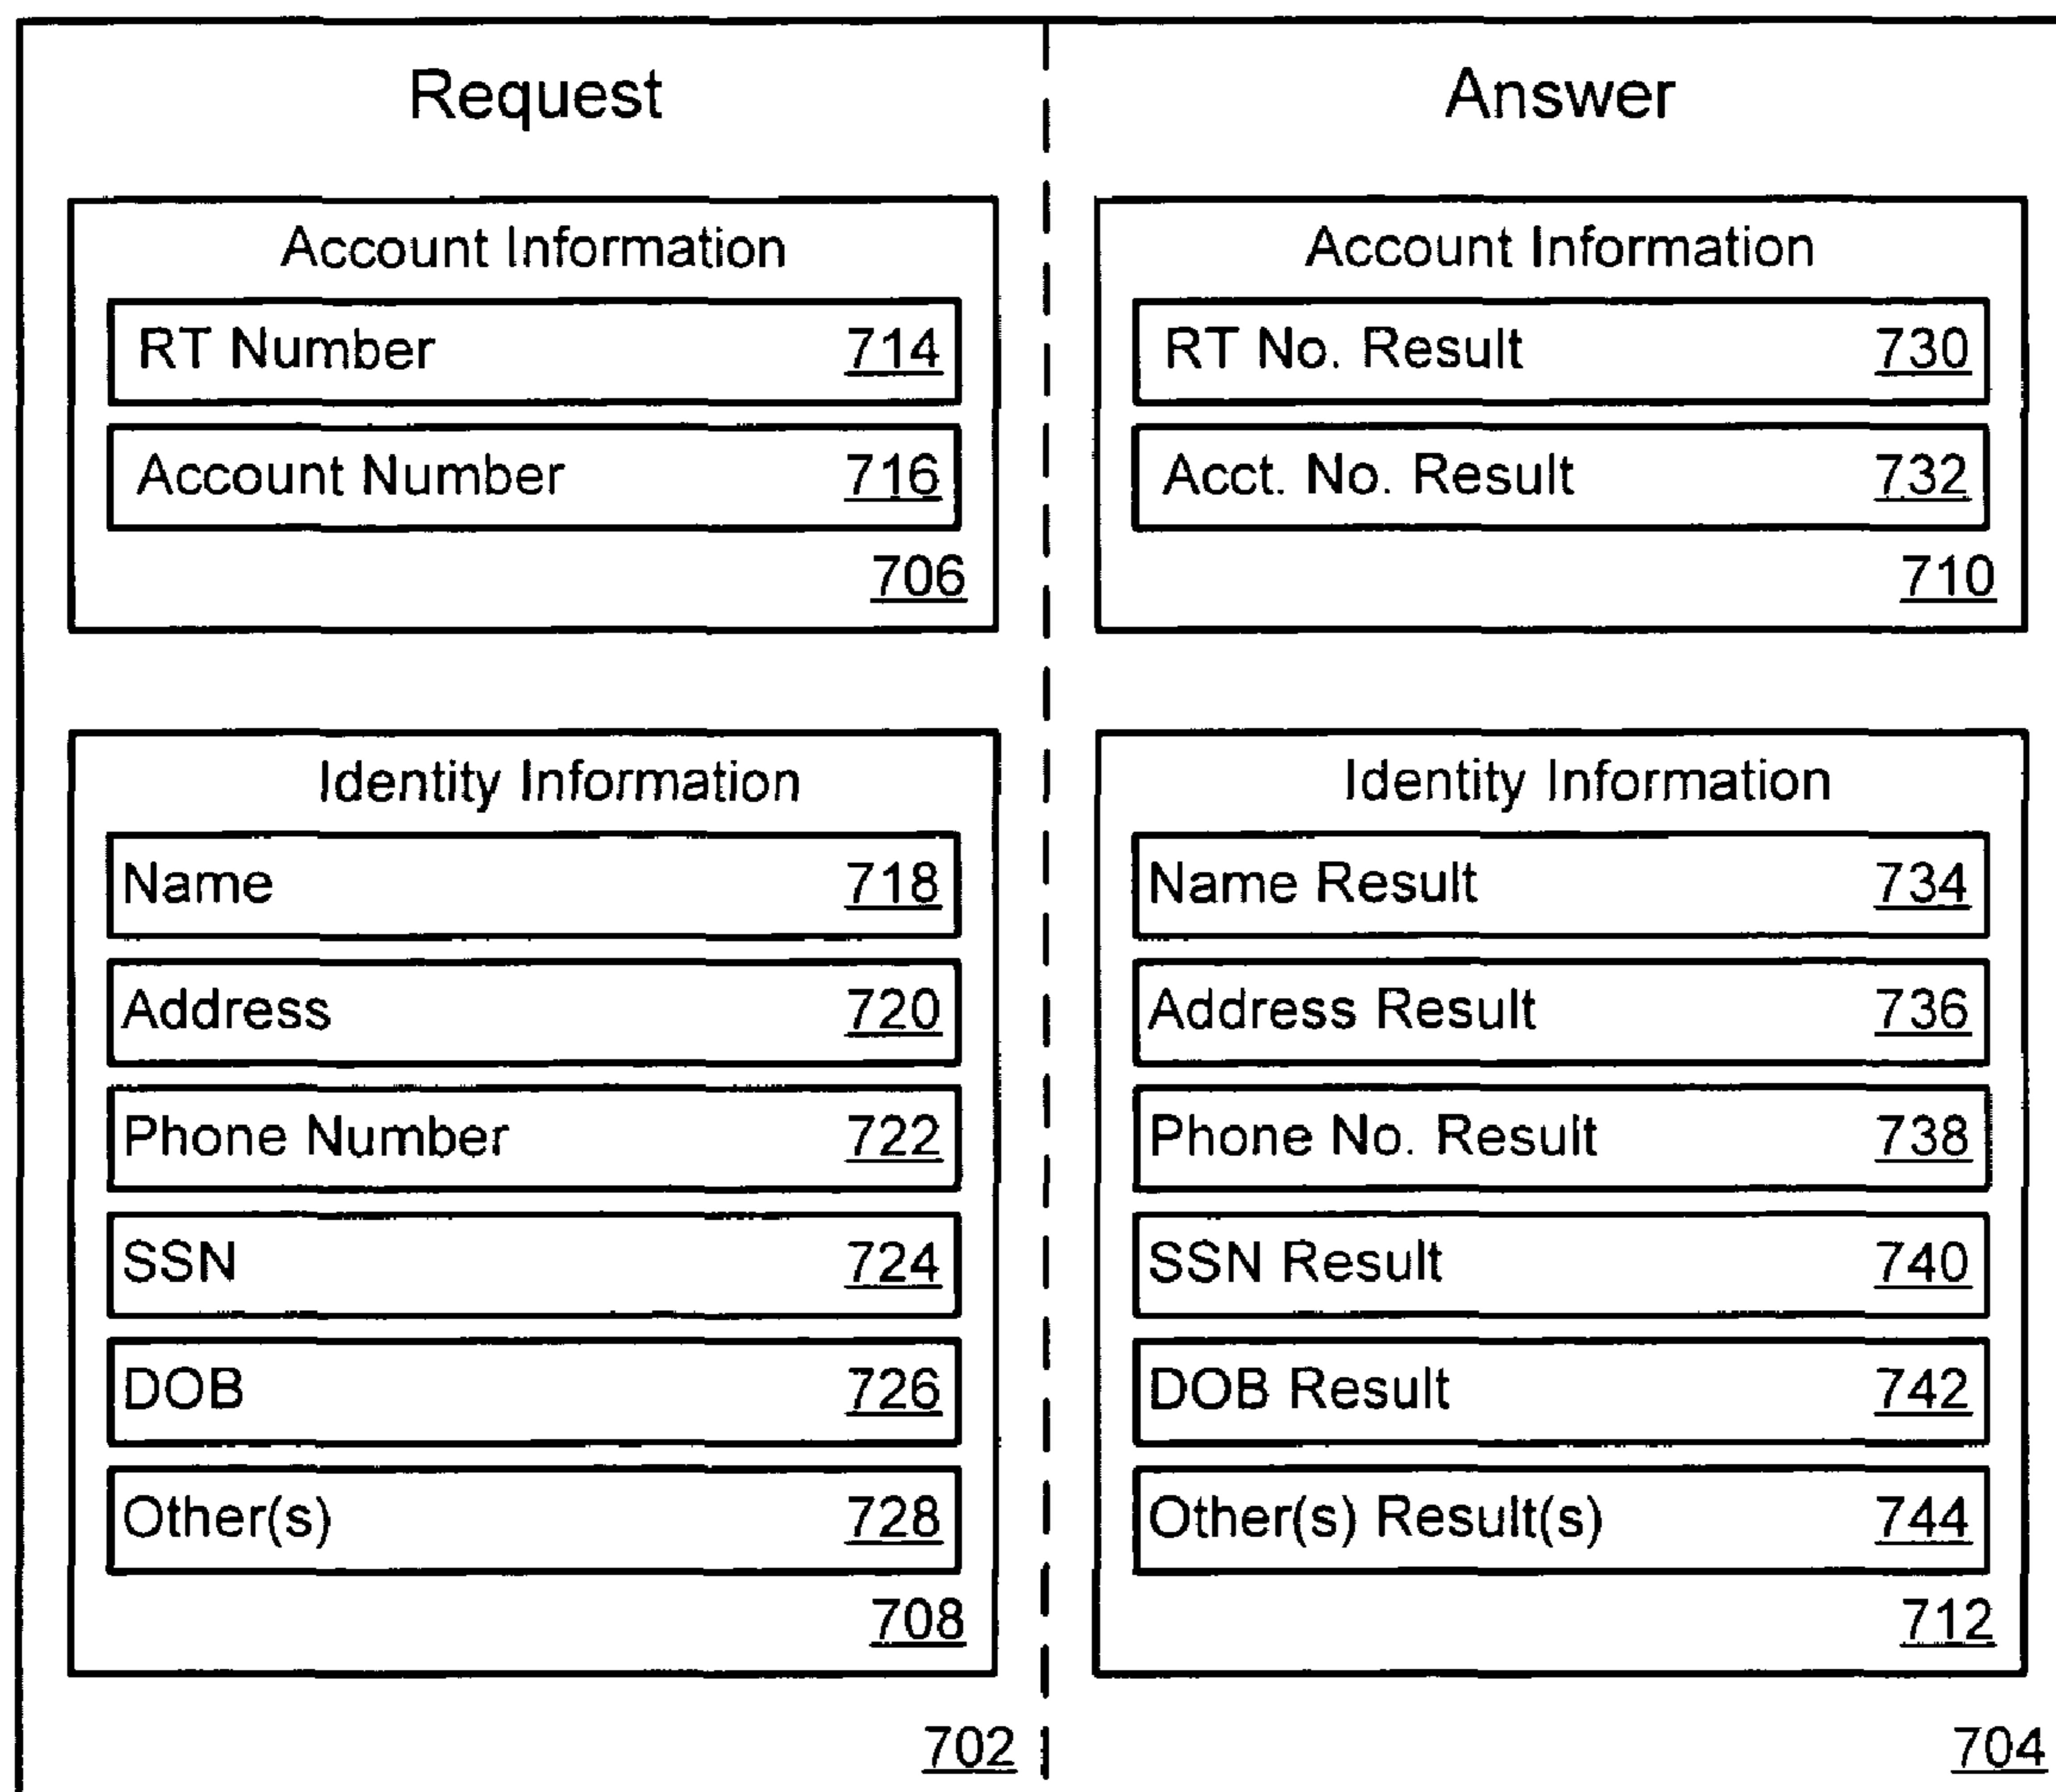 Request
Account Information
RT Number 714
Account Number 716
706
Identity Information
Name 718
Address 720
Phone Number 722
SSN 724
DOB 726
Other(s) 728
708
702
Answer
Account Information
RT No. Result 730
Acct. No. Result 732
710
Identity Information
Name Result 734
Address Result 736
Phone No. Result 738
SSN Result 740
DOB Result 742
Other(s) Result(s) 744
712
704